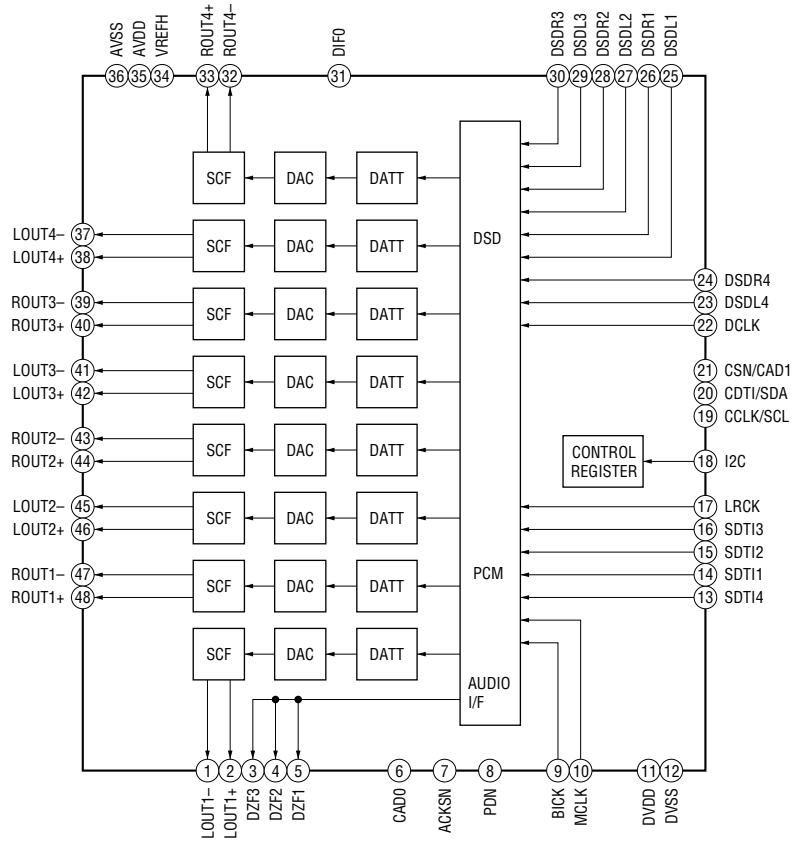 AVSS
AVDD
VREFH
ROUT4+
ROUT4–
DIF0
DSDR3
DSDL3
DSDR2
DSDL2
DSDR1
DSDL1
36 35 34 33 32 31 30 29 28 27 26 25
SCF DAC DATT
LOUT4– 37
SCF DAC DATT DSD
LOUT4+ 38
24 DSDR4
ROUT3– 39
23 DSDL4
SCF DAC DATT
ROUT3+ 40
22 DCLK
LOUT3– 41
21 CSN/CAD1
SCF DAC DATT
20 CDTI/SDA
LOUT3+ 42
19 CCLK/SCL
ROUT2– 43
SCF DAC DATT
CONTROL
REGISTER
ROUT2+ 44
18 I2C
LOUT2– 45
17 LRCK
SCF DAC DATT
LOUT2+ 46
16 SDTI3
15 SDTI2
ROUT1– 47
SCF DAC DATT PCM
14 SDTI1
ROUT1+ 48
13 SDTI4
SCF DAC DATT
AUDIO
I/F
1 2 3 4 5 6 7 8 9 10 11 12
LOUT1–
LOUT1+
DZF3
DZF2
DZF1
CAD0
ACKSN
PDN
BICK
MCLK
DVDD
DVSS